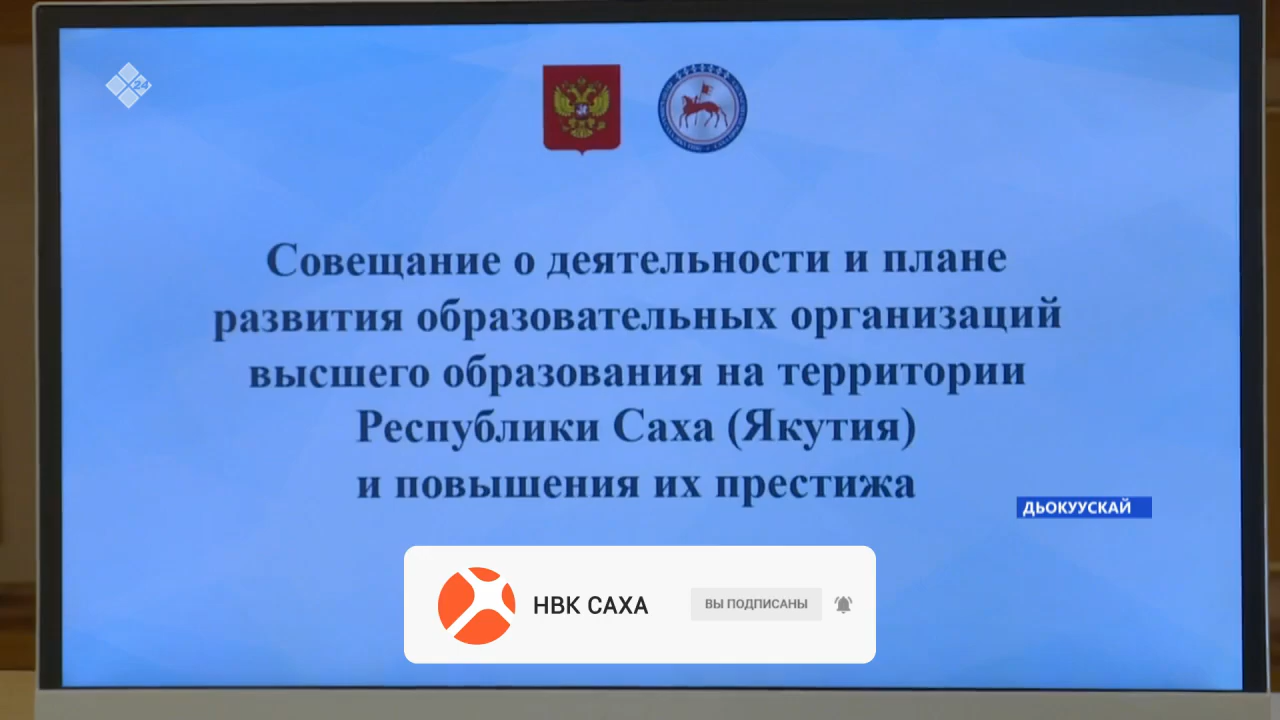 24
Совещание о деятельности и плане
развития образовательных организаций
высшего образования на территории
Республики Саха (Якутия)
и повышения их престижа
ДЬОКУУСКАЙ
НВК САХА
ВЫ ПОДПИСАНЫ